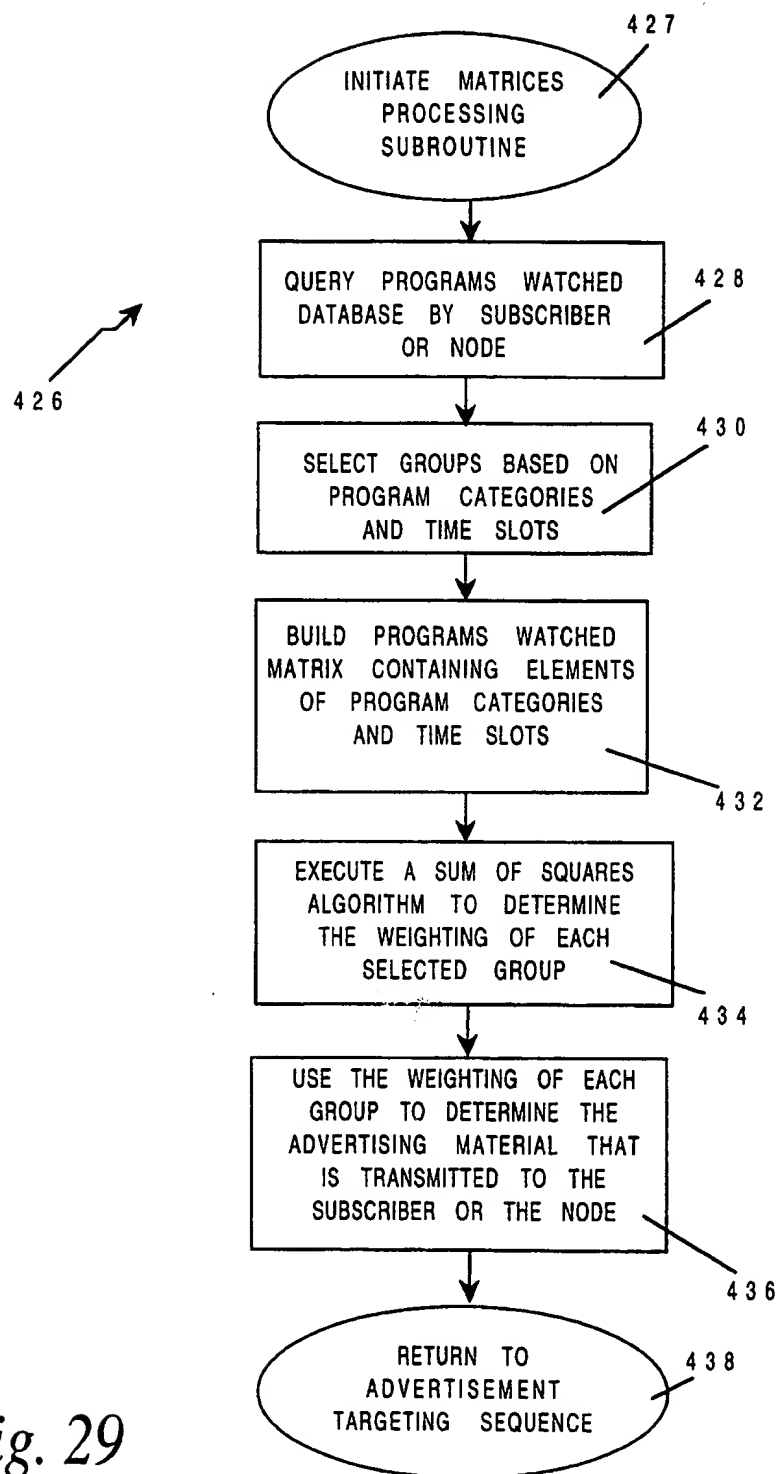 427
INITIATE MATRICES
PROCESSING
SUBROUTINE
428
QUERY PROGRAMS WATCHED
DATABASE BY SUBSCRIBER
OR NODE
426
430
SELECT GROUPS BASED ON
PROGRAM CATEGORIES
AND TIME SLOTS
BUILD PROGRAMS WATCHED
MATRIX CONTAINING ELEMENTS
OF PROGRAM CATEGORIES
AND TIME SLOTS
432
EXECUTE A SUM OF SQUARES
ALGORITHM TO DETERMINE
THE WEIGHTING OF EACH
SELECTED GROUP
434
USE THE WEIGHTING OF EACH
GROUP TO DETERMINE THE
ADVERTISING MATERIAL THAT
IS TRANSMITTED TO THE
SUBSCRIBER OR THE NODE
436
RETURN TO
ADVERTISEMENT
TARGETING SEQUENCE
438
ig. 29